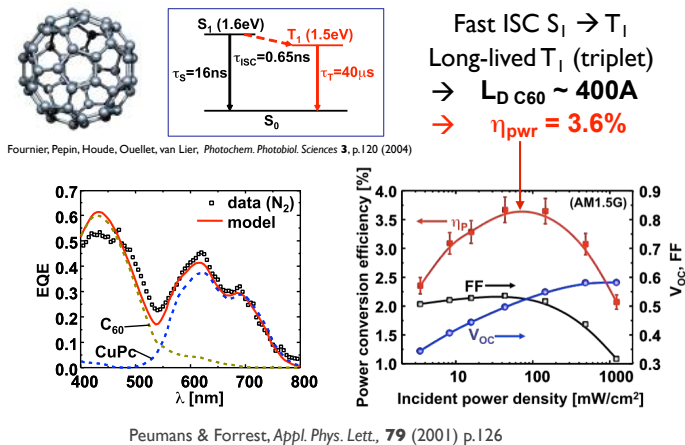 S₁ (1.6eV)
T₁ (1.5eV)
τISC=0.65ns
τS=16ns
τT=40μs
S₀
Fast ISC S₁ → T₁
Long-lived T₁ (triplet)
→ L_D C60 ~ 400A
→ ηpwr = 3.6%
Fournier, Pepin, Houde, Ouellet, van Lier, Photochem. Photobiol. Sciences 3, p.120 (2004)
EQE
0.7
0.6
0.5
0.4
0.3
0.2
0.1
0.0
data (N₂)
model
C₆₀
CuPc
400 500 600 700 800
λ [nm]
Power conversion efficiency [%]
4.0
3.5
3.0
2.5
2.0
1.5
1.0
(AM1.5G)
ηP
FF
VOC
0.9
0.8
0.7
0.6
0.5
0.4
0.3
VOC, FF
10 100 1000
Incident power density [mW/cm²]
Peumans & Forrest, Appl. Phys. Lett., 79 (2001) p.126